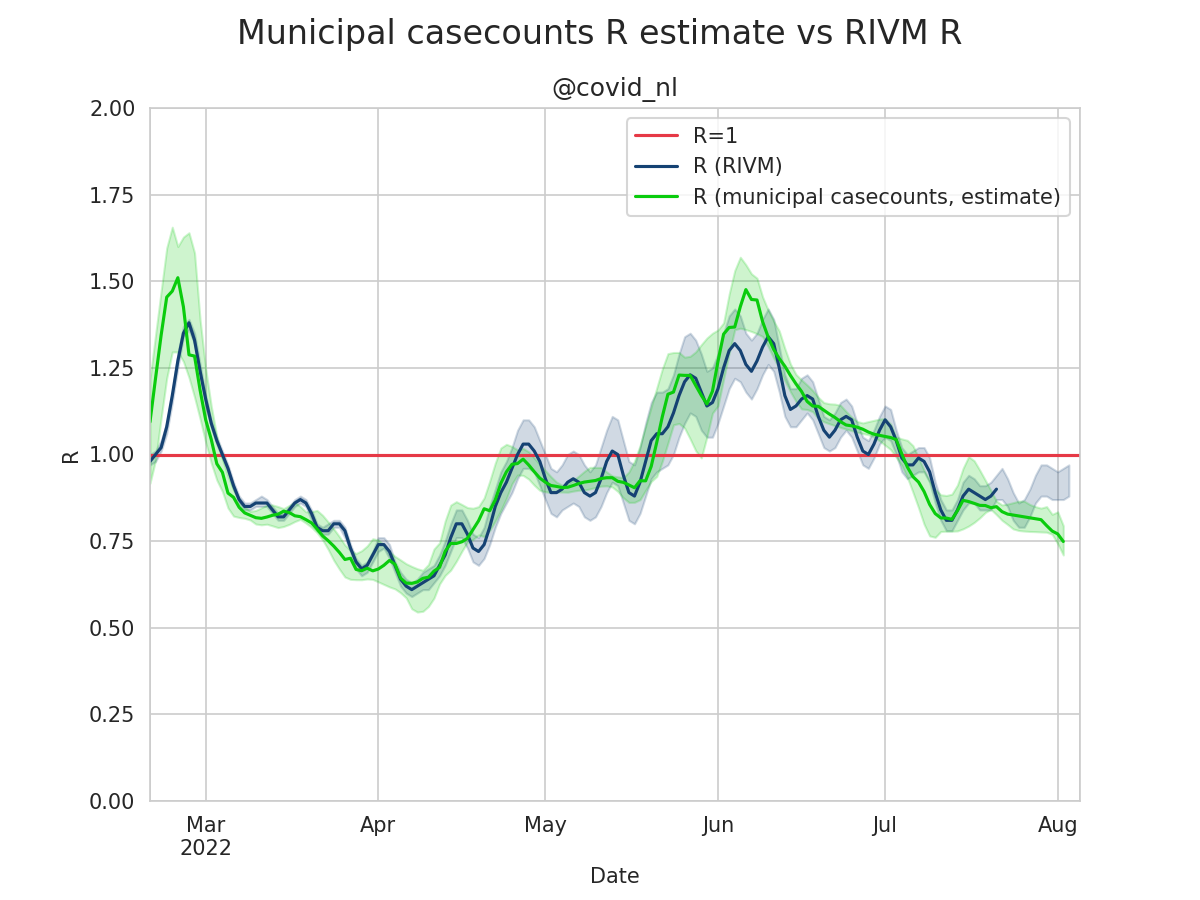 Municipal casecounts R estimate vs RIVM R
@covid_nl
2.00
1.75
1.50
1.25
1.00
0.75
0.50
0.25
0.00
R
R=1
R (RIVM)
R (municipal casecounts, estimate)
Mar
2022
Apr
May
Jun
Jul
Aug
Date